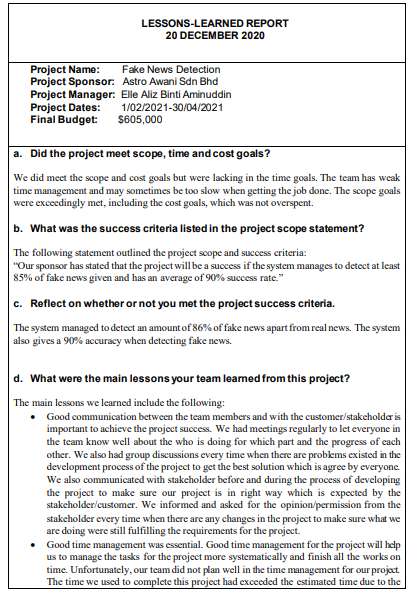 LESSONS-LEARNED REPORT
20 DECEMBER 2020
Project Name: Fake News Detection
Project Sponsor: Astro Awani Sdn Bhd
Project Manager: Elle Aliz Binti Aminuddin
Project Dates: 1/02/2021-30/04/2021
Final Budget: $605,000
a. Did the project meet scope, time and cost goals?
We did meet the scope and cost goals but were lacking in the time goals. The team has weak
time management and may sometimes be too slow when getting the job done. The scope goals
were exceedingly met, including the cost goals, which was not overspent.
b. What was the success criteria listed in the project scope statement?
The following statement outlined the project scope and success criteria:
“Our sponsor has stated that the project will be a success if the system manages to detect at least
85% of fake news given and has an average of 90% success rate.”
c. Reflect on whether or not you met the project success criteria.
The system managed to detect an amount of 86% of fake news apart from real news. The system
also gives a 90% accuracy when detecting fake news.
d. What were the main lessons your team learned from this project?
The main lessons we learned include the following:
• Good communication between the team members and with the customer/stakeholder is
important to achieve the project success. We had meetings regularly to let everyone in
the team know well about the who is doing for which part and the progress of each
other. We also had group discussions every time when there are problems existed in the
development process of the project to get the best solution which is agree by everyone.
We also communicated with stakeholder before and during the process of developing
the project to make sure our project is in right way which is expected by the
stakeholder/customer. We informed and asked for the opinion/permission from the
stakeholder every time when there are any changes in the project to make sure what we
are doing were still fulfilling the requirements for the project.
• Good time management was essential. Good time management for the project will help
us to manage the tasks for the project more systematically and finish all the works on
time. Unfortunately, our team did not plan well in the time management for our project.
The time we used to complete this project had exceeded the estimated time due to the